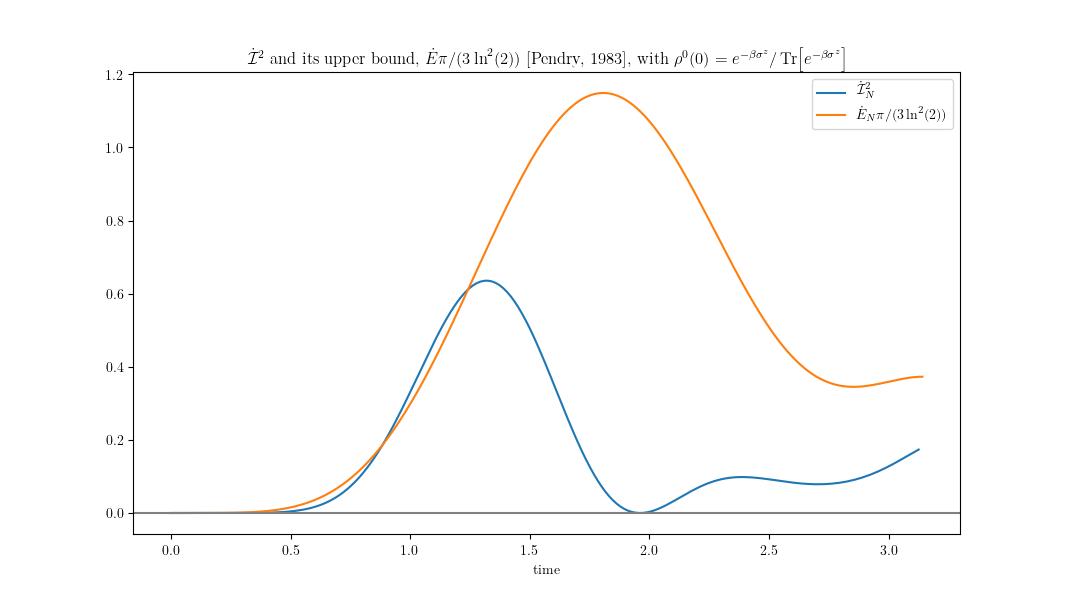 $\dot{\mathcal{I}}^2$ and its upper bound, $\dot{E}\pi/(3\ln^2(2))$ [Pendry, 1983], with $\rho^0(0) = e^{-\beta\sigma^z}/\,\mathrm{Tr}\left[e^{-\beta\sigma^z}\right]$
$\dot{\mathcal{I}}_N^2$
$\dot{E}_N\pi/(3\ln^2(2))$
1.2
1.0
0.8
0.6
0.4
0.2
0.0
0.0 0.5 1.0 1.5 2.0 2.5 3.0
time